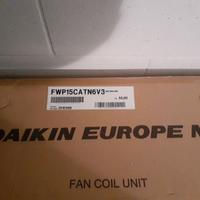 FWP15CATN6V3
DAIKIN EUROPE N
FAN COIL UNIT